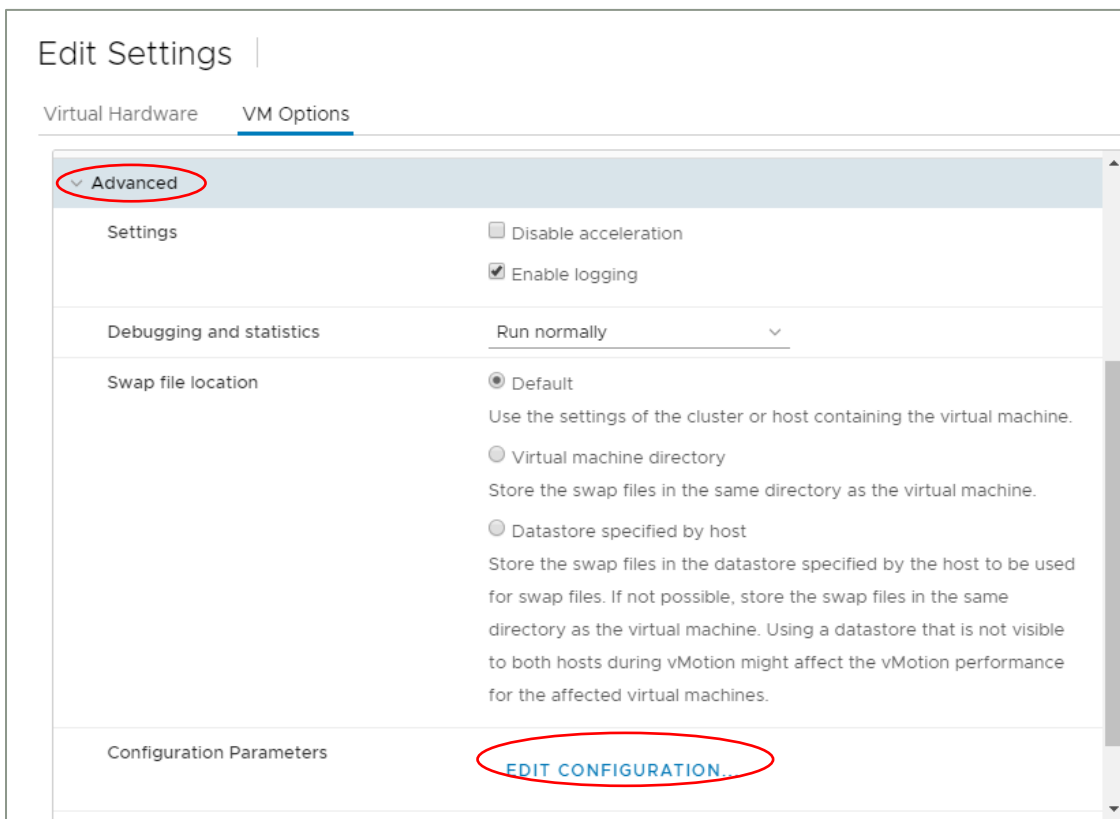 Edit Settings
Virtual Hardware VM Options
Advanced
Settings Disable acceleration
Enable logging
Debugging and statistics Run normally
Swap file location Default
Use the settings of the cluster or host containing the virtual machine.
Virtual machine directory
Store the swap files in the same directory as the virtual machine.
Datastore specified by host
Store the swap files in the datastore specified by the host to be used
for swap files. If not possible, store the swap files in the same
directory as the virtual machine. Using a datastore that is not visible
to both hosts during vMotion might affect the vMotion performance
for the affected virtual machines.
Configuration Parameters EDIT CONFIGURATION...